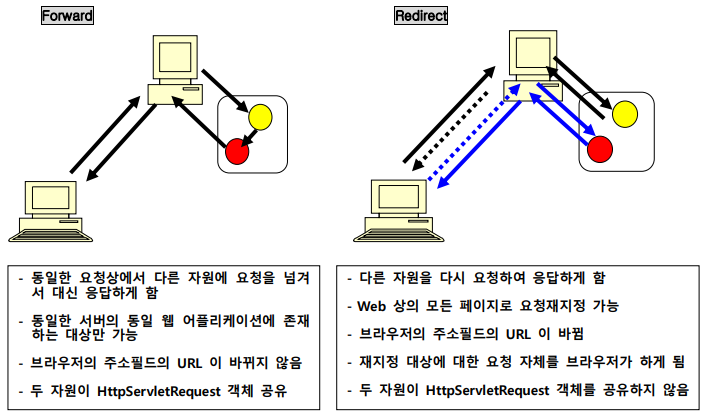 Forward
Redirect
- 동일한 요청상에서 다른 자원에 요청을 넘겨
서 대신 응답하게 함
- 동일한 서버의 동일 웹 어플리케이션에 존재
하는 대상만 가능
- 브라우저의 주소필드의 URL 이 바뀌지 않음
- 두 자원이 HttpServletRequest 객체 공유
- 다른 자원을 다시 요청하여 응답하게 함
- Web 상의 모든 페이지로 요청재지정 가능
- 브라우저의 주소필드의 URL 이 바뀜
- 재지정 대상에 대한 요청 자체를 브라우저가 하게 됨
- 두 자원이 HttpServletRequest 객체를 공유하지 않음